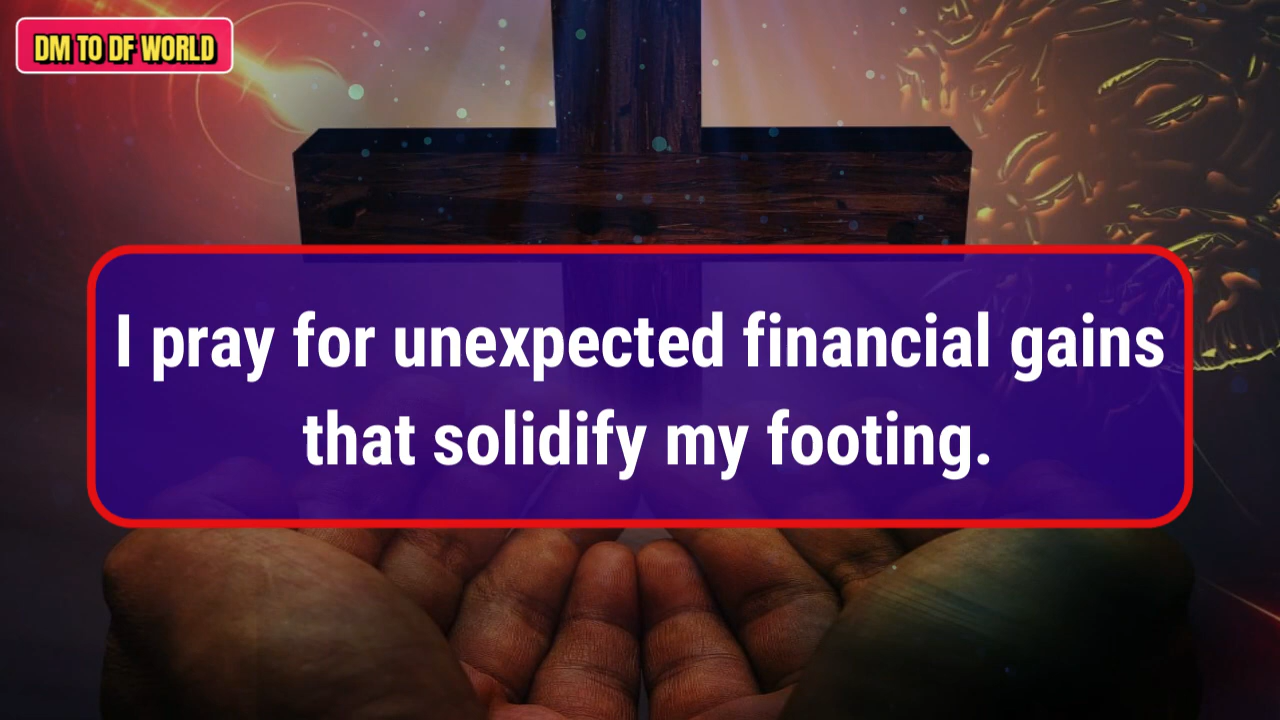 DM TO DF WORLD
I pray for unexpected financial gains
that solidify my footing.